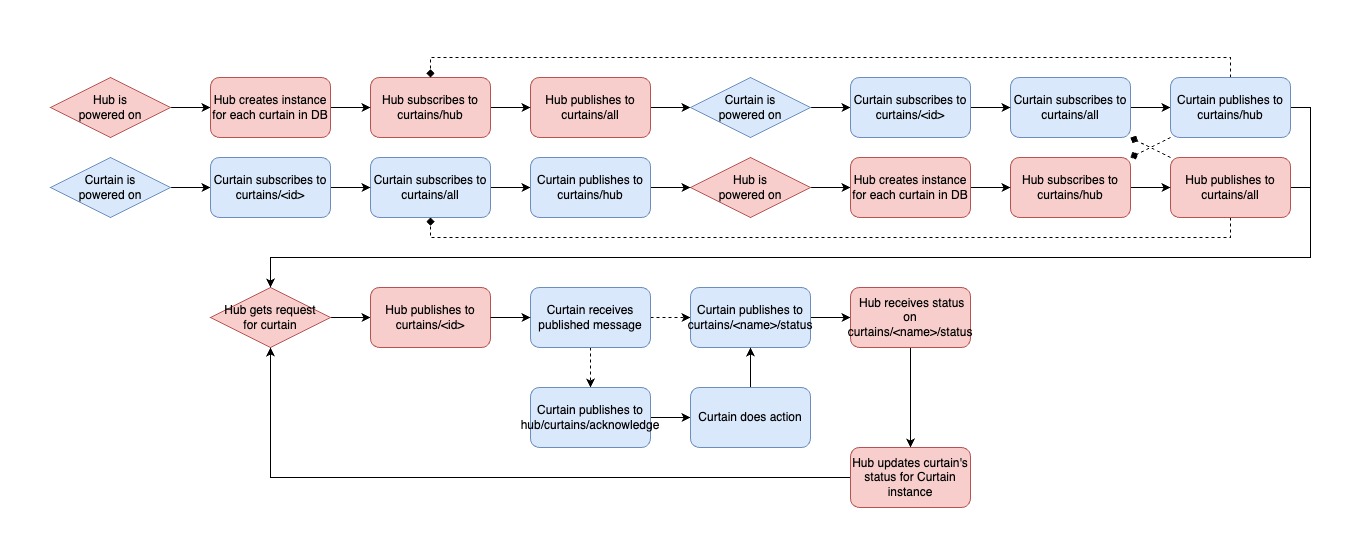 Hub is
powered on
Hub creates instance
for each curtain in DB
Hub subscribes to
curtains/hub
Hub publishes to
curtains/all
Curtain is
powered on
Curtain subscribes to
curtains/<id>
Curtain subscribes to
curtains/all
Curtain publishes to
curtains/hub
Curtain is
powered on
Curtain subscribes to
curtains/<id>
Curtain subscribes to
curtains/all
Curtain publishes to
curtains/hub
Hub is
powered on
Hub creates instance
for each curtain in DB
Hub subscribes to
curtains/hub
Hub publishes to
curtains/all
Hub gets request
for curtain
Hub publishes to
curtains/<id>
Curtain receives
published message
Curtain publishes to
curtains/<name>/status
Hub receives status
on
curtains/<name>/status
Curtain publishes to
hub/curtains/acknowledge
Curtain does action
Hub updates curtain's
status for Curtain
instance